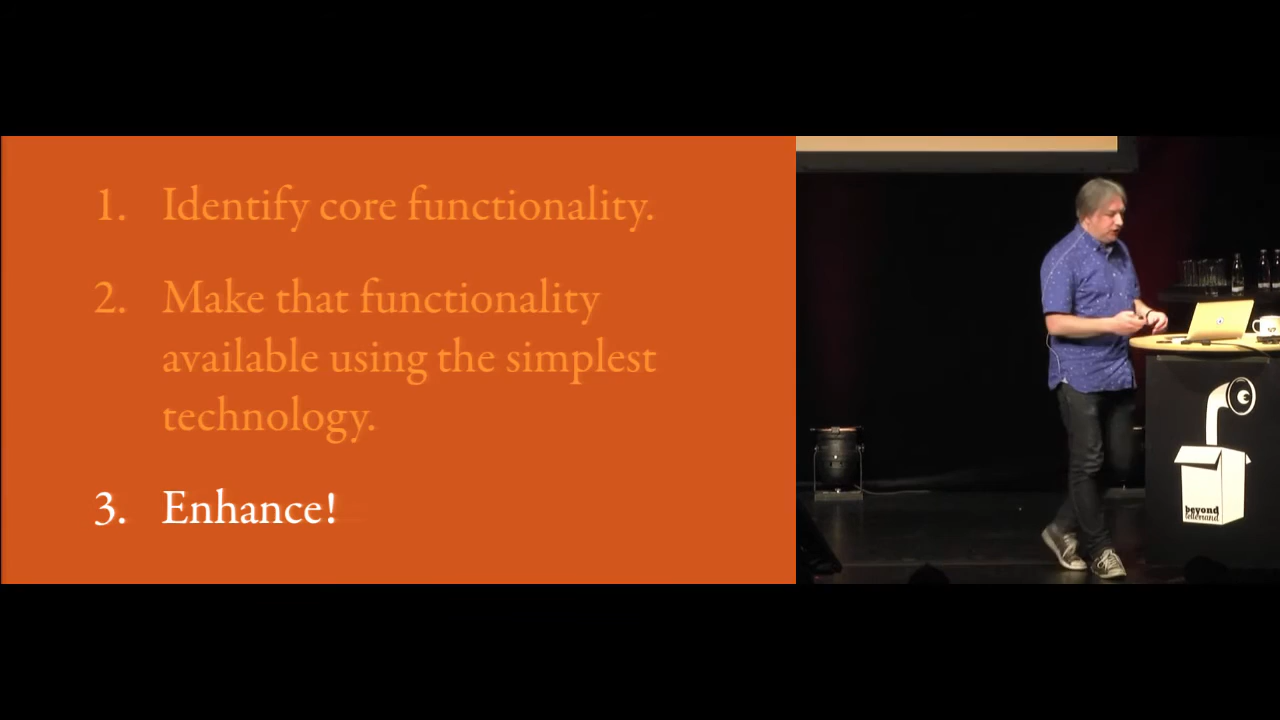 1. Identify core functionality.
2. Make that functionality
available using the simplest
technology.
3. Enhance!
beyond
tellerrand